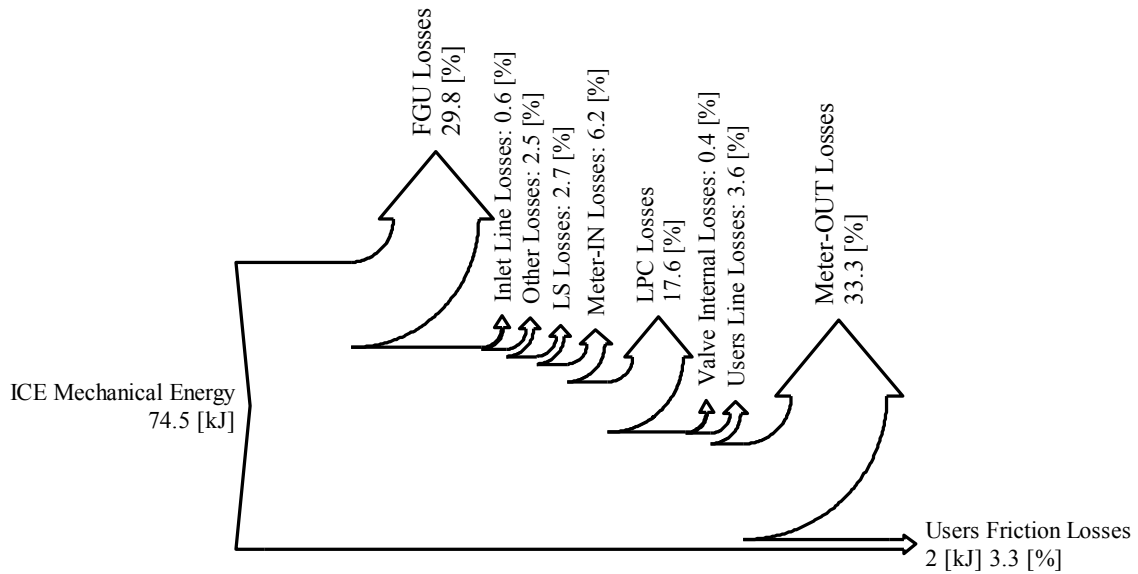 ICE Mechanical Energy
74.5 [kJ]
FGU Losses
29.8 [%]
Inlet Line Losses: 0.6 [%]
Other Losses: 2.5 [%]
LS Losses: 2.7 [%]
Meter-IN Losses: 6.2 [%]
LPC Losses
17.6 [%]
Valve Internal Losses: 0.4 [%]
Users Line Losses: 3.6 [%]
Meter-OUT Losses
33.3 [%]
Users Friction Losses
2 [kJ] 3.3 [%]